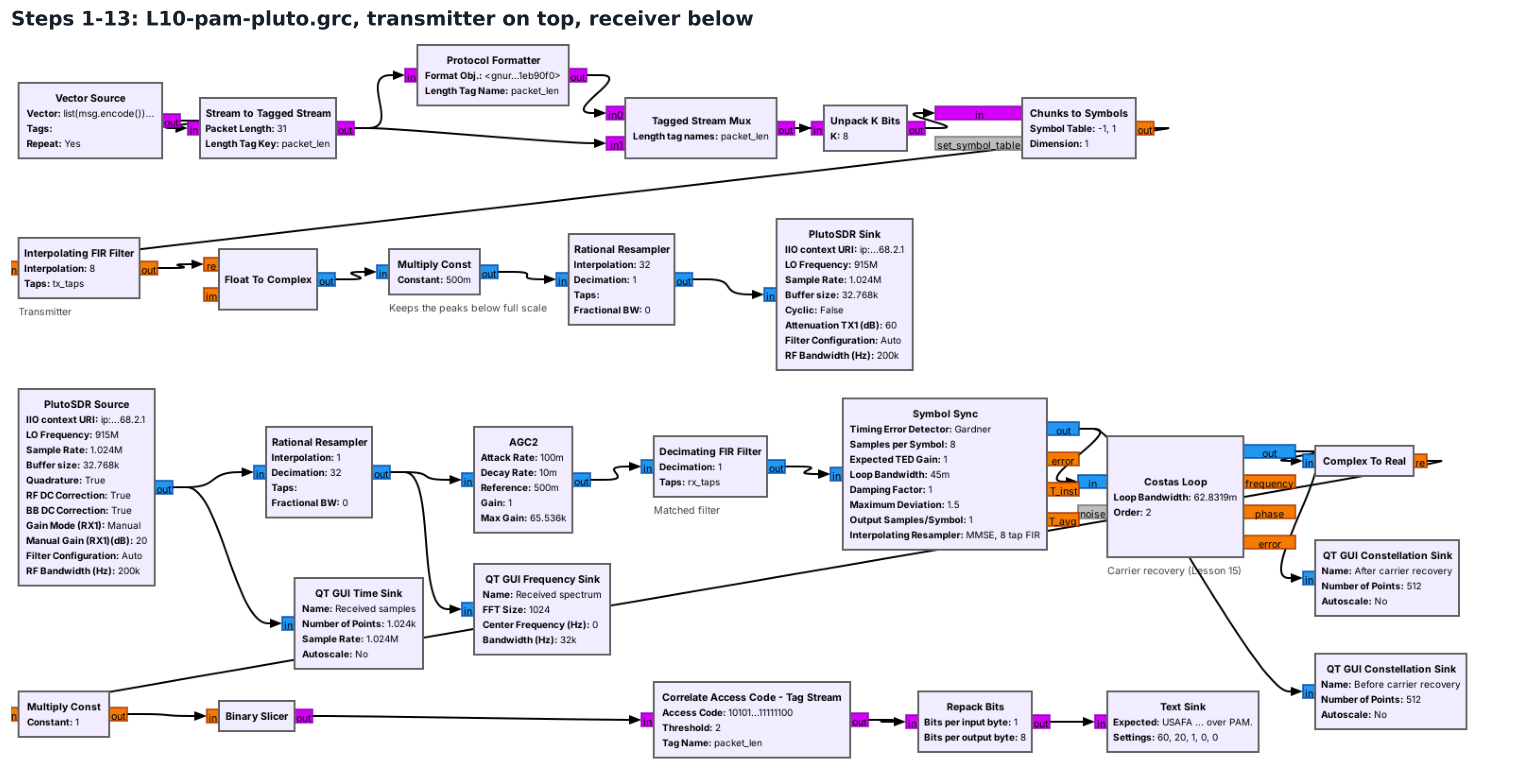 Steps 1-13: L10-pam-pluto.grc, transmitter on top, receiver below
Vector Source
Vector: list(msg.encode())...
Tags:
Repeat: Yes
out
in
Stream to Tagged Stream
Packet Length: 31
Length Tag Key: packet_len
out
in
Protocol Formatter
Format Obj.: <gnur...1eb90f0>
Length Tag Name: packet_len
out
in0
in1
Tagged Stream Mux
Length tag names: packet_len
out
in
Unpack K Bits
K: 8
out
in
set_symbol_table
Chunks to Symbols
Symbol Table: -1, 1
Dimension: 1
out
n
Interpolating FIR Filter
Interpolation: 8
Taps: tx_taps
out
Transmitter
re
im
Float To Complex
out
in
Multiply Const
Constant: 500m
out
Keeps the peaks below full scale
in
Rational Resampler
Interpolation: 32
Decimation: 1
Taps:
Fractional BW: 0
out
in
PlutoSDR Sink
IIO context URI: ip:...68.2.1
LO Frequency: 915M
Sample Rate: 1.024M
Buffer size: 32.768k
Cyclic: False
Attenuation TX1 (dB): 60
Filter Configuration: Auto
RF Bandwidth (Hz): 200k
PlutoSDR Source
IIO context URI: ip:...68.2.1
LO Frequency: 915M
Sample Rate: 1.024M
Buffer size: 32.768k
Quadrature: True
RF DC Correction: True
BB DC Correction: True
Gain Mode (RX1): Manual
Manual Gain (RX1)(dB): 20
Filter Configuration: Auto
RF Bandwidth (Hz): 200k
out
in
Rational Resampler
Interpolation: 1
Decimation: 32
Taps:
Fractional BW: 0
out
in
AGC2
Attack Rate: 100m
Decay Rate: 10m
Reference: 500m
Gain: 1
Max Gain: 65.536k
out
in
Decimating FIR Filter
Decimation: 1
Taps: rx_taps
out
Matched filter
in
Symbol Sync
Timing Error Detector: Gardner
Samples per Symbol: 8
Expected TED Gain: 1
Loop Bandwidth: 45m
Damping Factor: 1
Maximum Deviation: 1.5
Output Samples/Symbol: 1
Interpolating Resampler: MMSE, 8 tap FIR
out
error
T_inst
T_avg
in
noise
Costas Loop
Loop Bandwidth: 62.8319m
Order: 2
out
frequency
phase
error
Carrier recovery (Lesson 15)
in
Complex To Real
re
in
QT GUI Constellation Sink
Name: After carrier recovery
Number of Points: 512
Autoscale: No
in
QT GUI Time Sink
Name: Received samples
Number of Points: 1.024k
Sample Rate: 1.024M
Autoscale: No
in
QT GUI Frequency Sink
Name: Received spectrum
FFT Size: 1024
Center Frequency (Hz): 0
Bandwidth (Hz): 32k
in
QT GUI Constellation Sink
Name: Before carrier recovery
Number of Points: 512
Autoscale: No
n
Multiply Const
Constant: 1
out
in
Binary Slicer
out
in
Correlate Access Code - Tag Stream
Access Code: 10101...11111100
Threshold: 2
Tag Name: packet_len
out
in
Repack Bits
Bits per input byte: 1
Bits per output byte: 8
out
in
Text Sink
Expected: USAFA ... over PAM.
Settings: 60, 20, 1, 0, 0